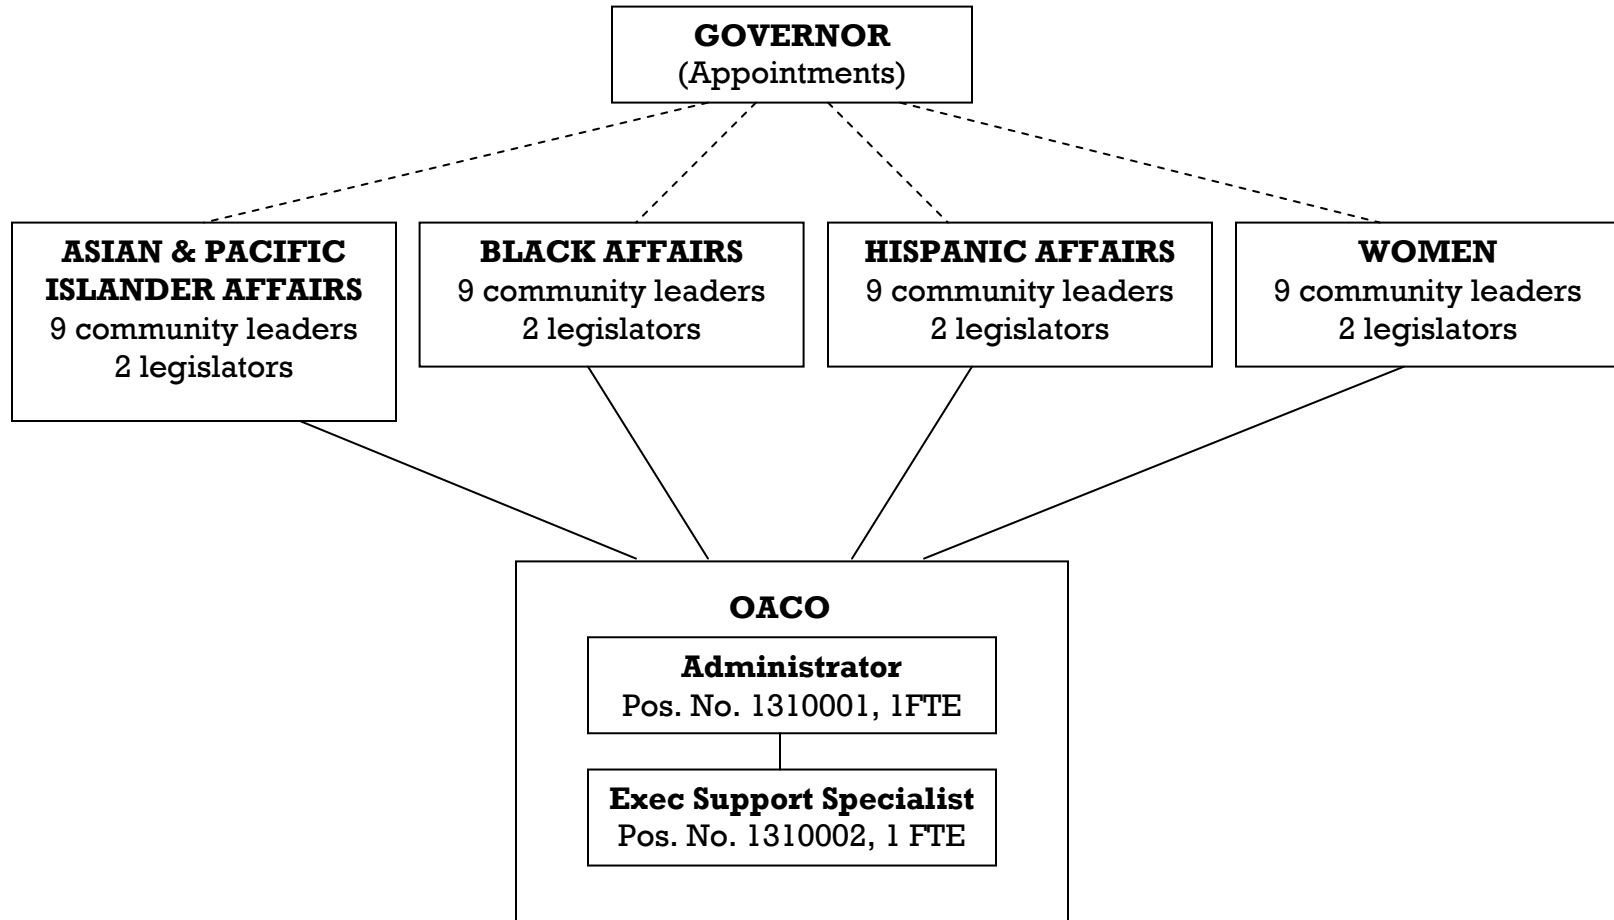 GOVERNOR
(Appointments)
ASIAN & PACIFIC
ISLANDER AFFAIRS
9 community leaders
2 legislators
BLACK AFFAIRS
9 community leaders
2 legislators
HISPANIC AFFAIRS
9 community leaders
2 legislators
WOMEN
9 community leaders
2 legislators
OACO
Administrator
Pos. No. 1310001, 1FTE
Exec Support Specialist
Pos. No. 1310002, 1 FTE